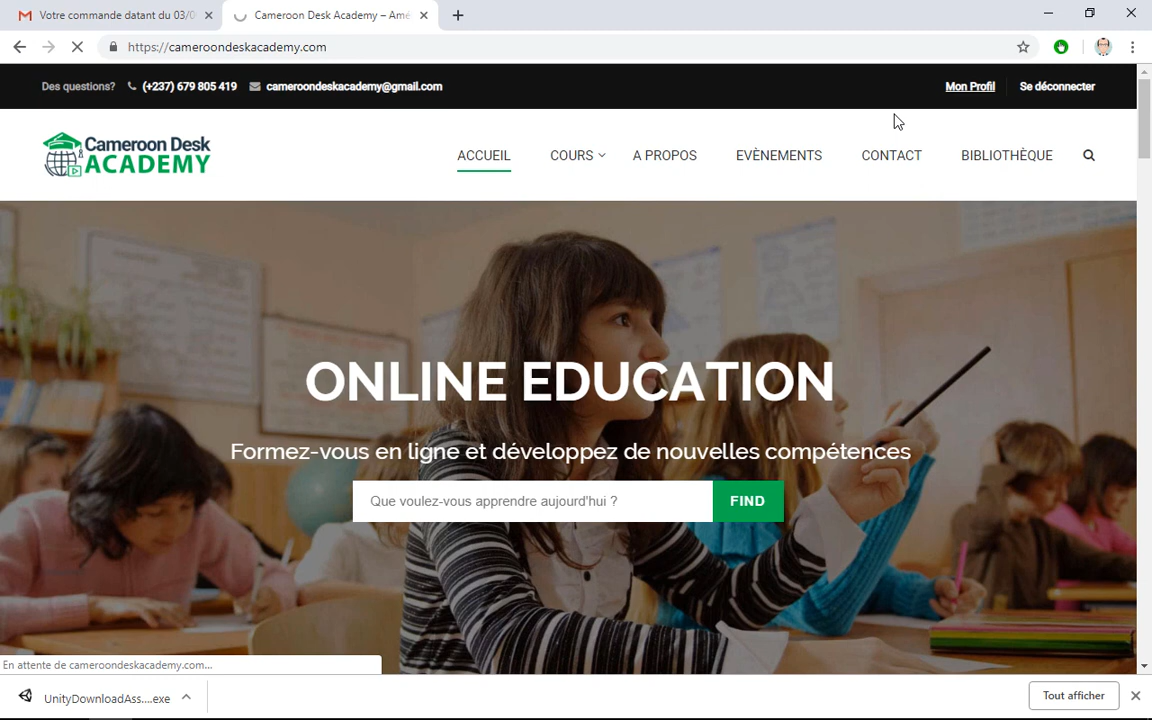 Votre commande datant du 03/0
Cameroon Desk Academy – Amé
https://cameroondeskacademy.com
Des questions? (+237) 679 805 419 cameroondeskacademy@gmail.com
Mon Profil
Se déconnecter
Cameroon Desk
ACADEMY
ACCUEIL
COURS
A PROPOS
EVÈNEMENTS
CONTACT
BIBLIOTHÈQUE
ONLINE EDUCATION
Formez-vous en ligne et développez de nouvelles compétences
Que voulez-vous apprendre aujourd'hui ?
FIND
En attente de cameroondeskacademy.com...
UnityDownloadAss....exe
Tout afficher